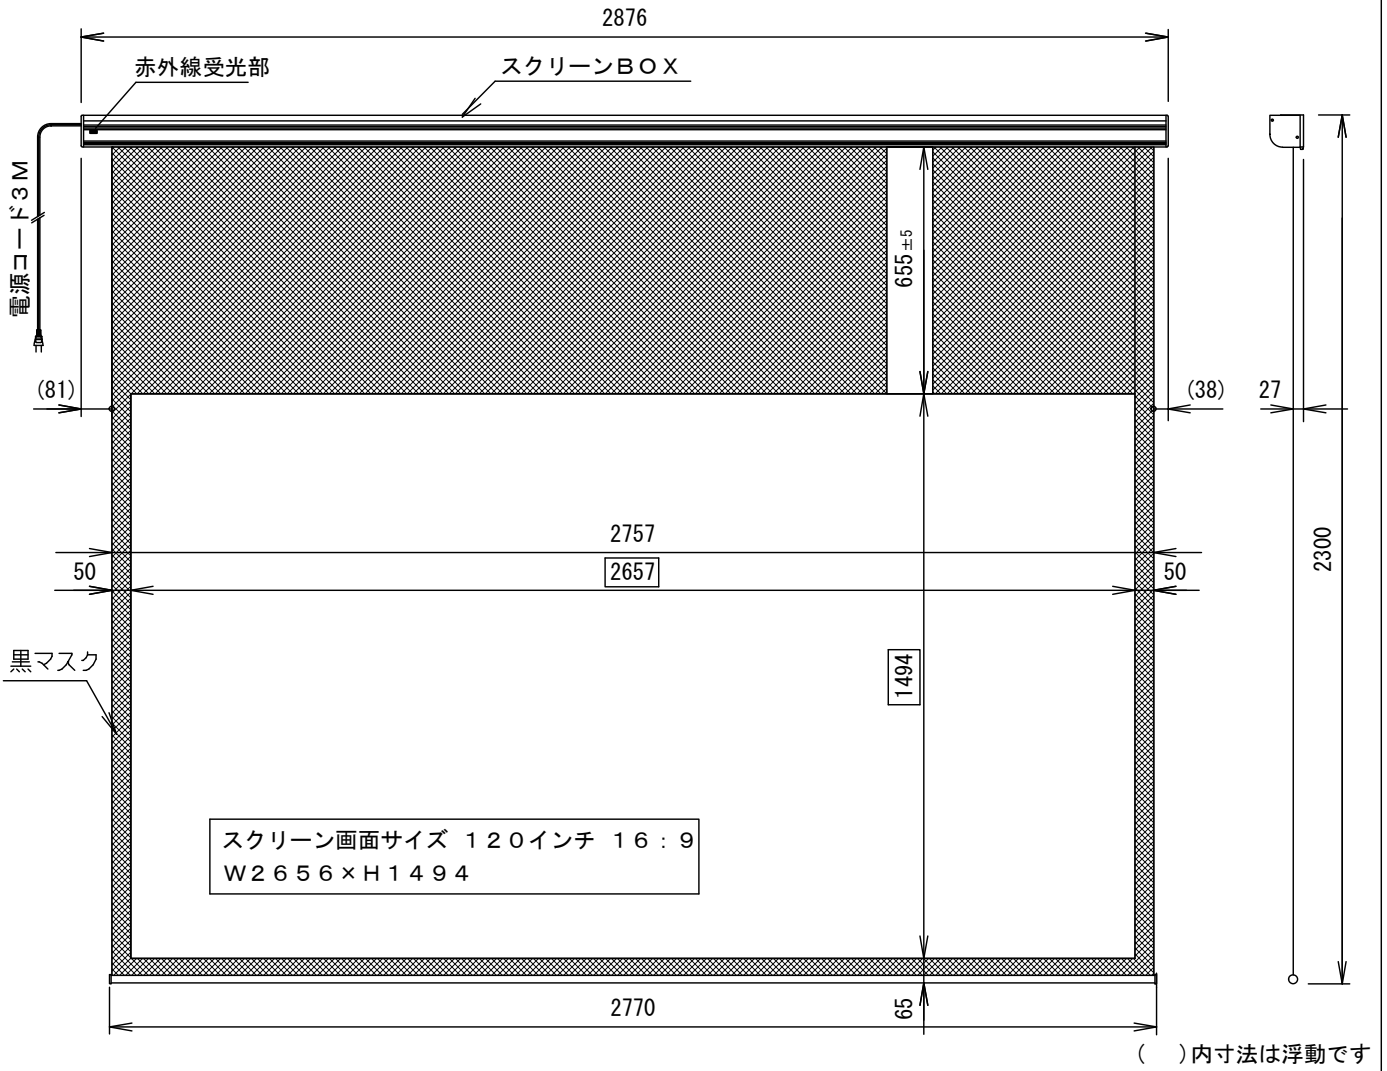 2876
赤外線受光部
スクリーンＢＯＸ
電源コード３Ｍ
655±5
(81)
(38)
27
2757
50
2657
50
2300
黒マスク
1494
スクリーン画面サイズ １２０インチ １６：９
Ｗ２６５６×Ｈ１４９４
2770
65
(　)内寸法は浮動です